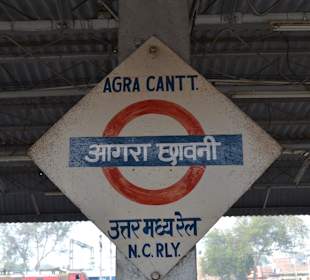 AGRA CANTT.
आगरा छावनी
उत्तर मध्य रेल
N.C.RLY.